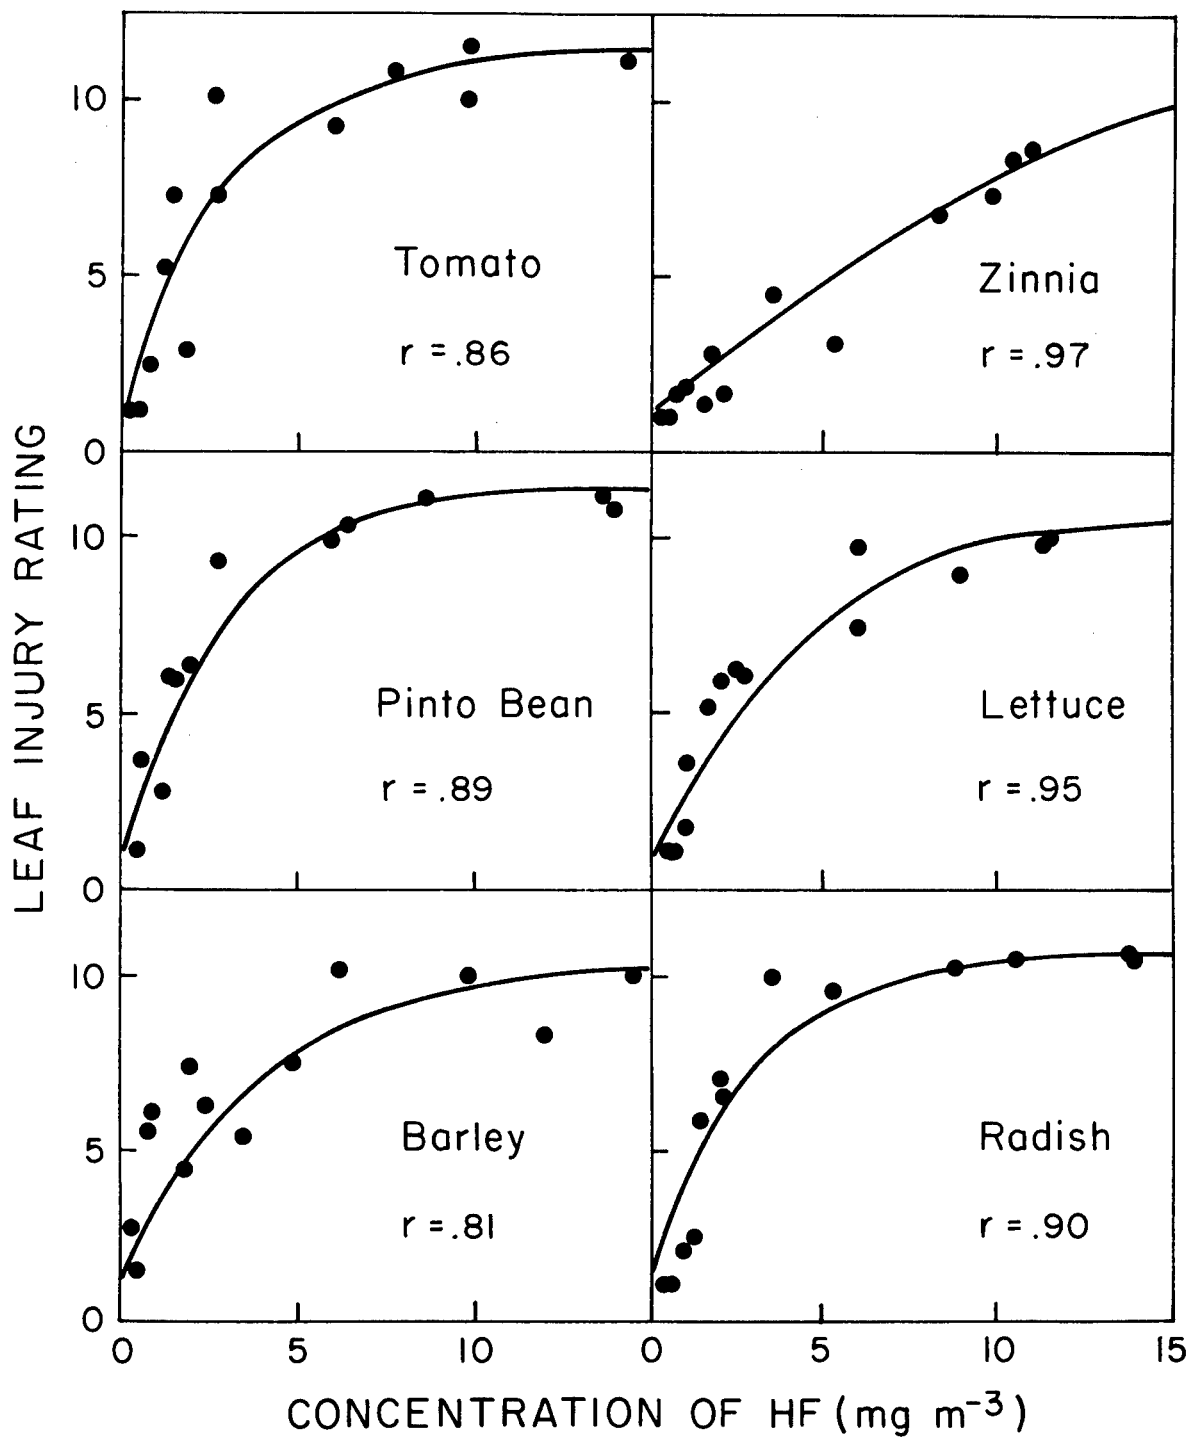 LEAF INJURY RATING
10
5
0
Tomato
r = .86
Zinnia
r = .97
10
5
0
Pinto Bean
r = .89
Lettuce
r = .95
10
5
0
Barley
r = .81
Radish
r = .90
0 5 10 0 5 10 15
CONCENTRATION OF HF (mg m⁻³)